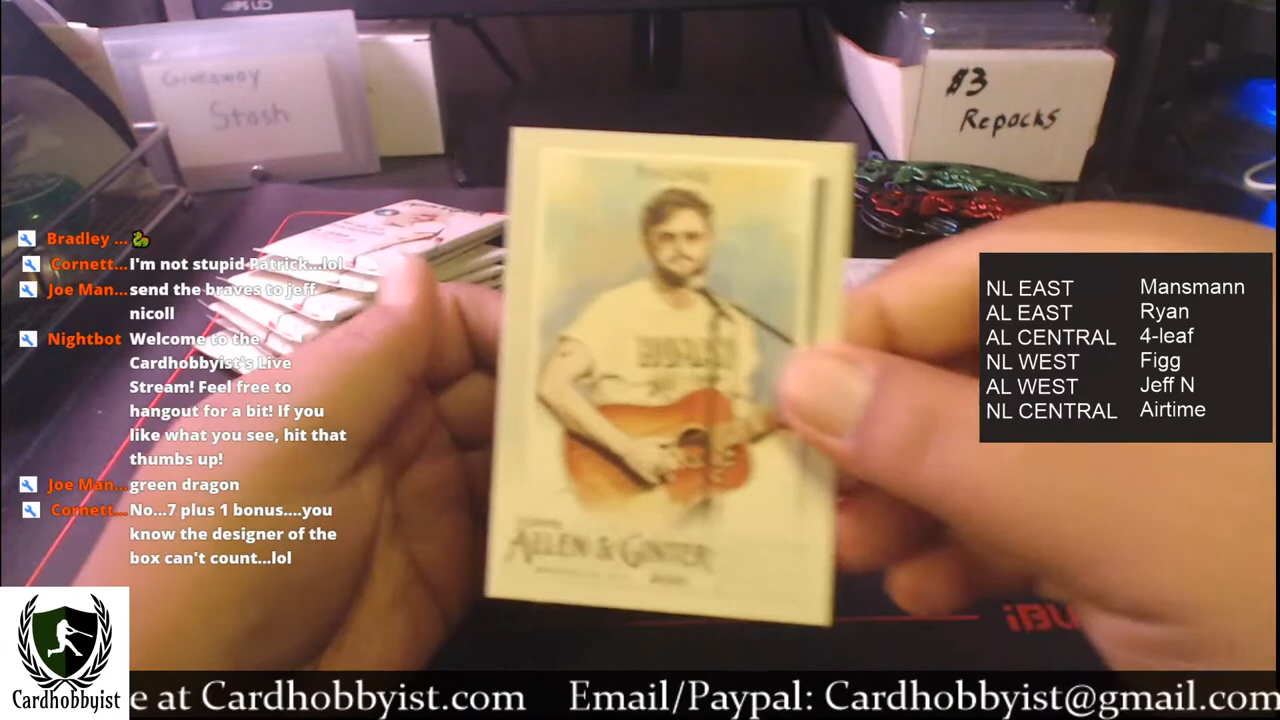 Giveaway
Stash
$3
Repacks
Bradley ...
Cornett... I'm not stupid Patrick...lol
Joe Man... send the braves to jeff
nicoll
Nightbot Welcome to the
Cardhobbyist's Live
Stream! Feel free to
hangout for a bit! If you
like what you see, hit that
thumbs up!
Joe Man... green dragon
Cornett... No...7 plus 1 bonus....you
know the designer of the
box can't count...lol
NL EAST Mansmann
AL EAST Ryan
AL CENTRAL 4-leaf
NL WEST Figg
AL WEST Jeff N
NL CENTRAL Airtime
ALLEN & GINTER
Cardhobbyist
e at Cardhobbyist.com Email/Paypal: Cardhobbyist@gmail.com